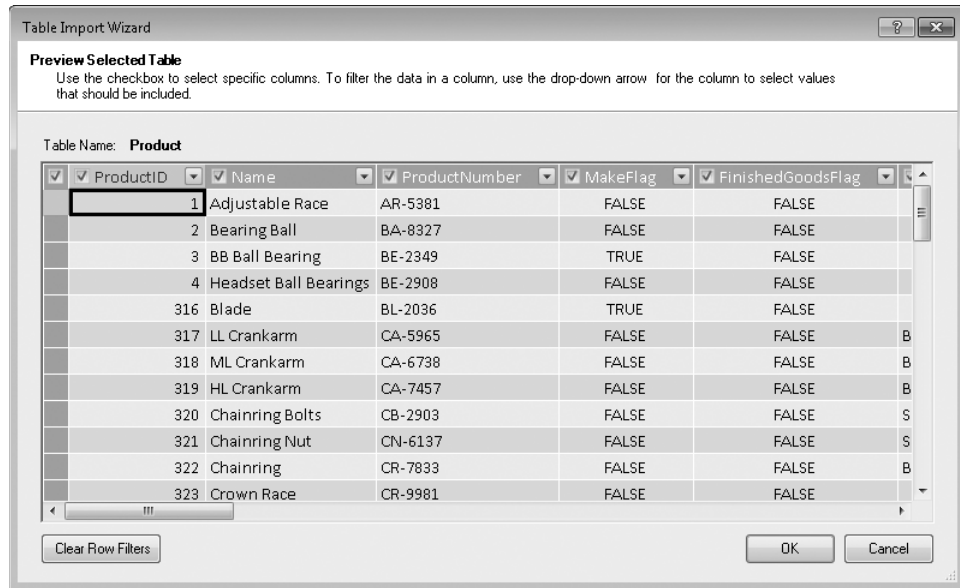 Table Import Wizard
Preview Selected Table
Use the checkbox to select specific columns. To filter the data in a column, use the drop-down arrow for the column to select values
that should be included.
Table Name: Product
ProductID Name ProductNumber MakeFlag FinishedGoodsFlag
1 Adjustable Race AR-5381 FALSE FALSE
2 Bearing Ball BA-8327 FALSE FALSE
3 BB Ball Bearing BE-2349 TRUE FALSE
4 Headset Ball Bearings BE-2908 FALSE FALSE
316 Blade BL-2036 TRUE FALSE
317 LL Crankarm CA-5965 FALSE FALSE B
318 ML Crankarm CA-6738 FALSE FALSE B
319 HL Crankarm CA-7457 FALSE FALSE B
320 Chainring Bolts CB-2903 FALSE FALSE S
321 Chainring Nut CN-6137 FALSE FALSE S
322 Chainring CR-7833 FALSE FALSE B
323 Crown Race CR-9981 FALSE FALSE
Clear Row Filters OK Cancel